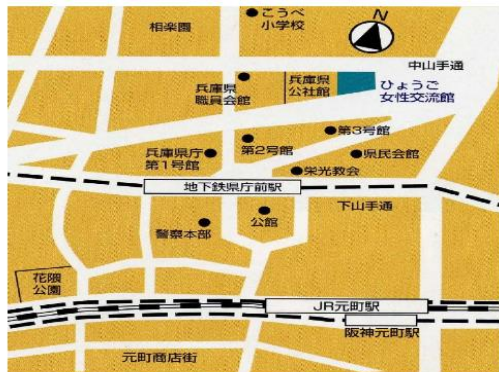 N
こうべ
小学校
相楽園
中山手通
兵庫県
職員会館
兵庫県
公社館
ひょうご
女性交流館
第3号館
第2号館
兵庫県庁
第1号館
県民会館
栄光教会
地下鉄県庁前駅
下山手通
公館
警察本部
花隈
公園
JR元町駅
阪神元町駅
元町商店街